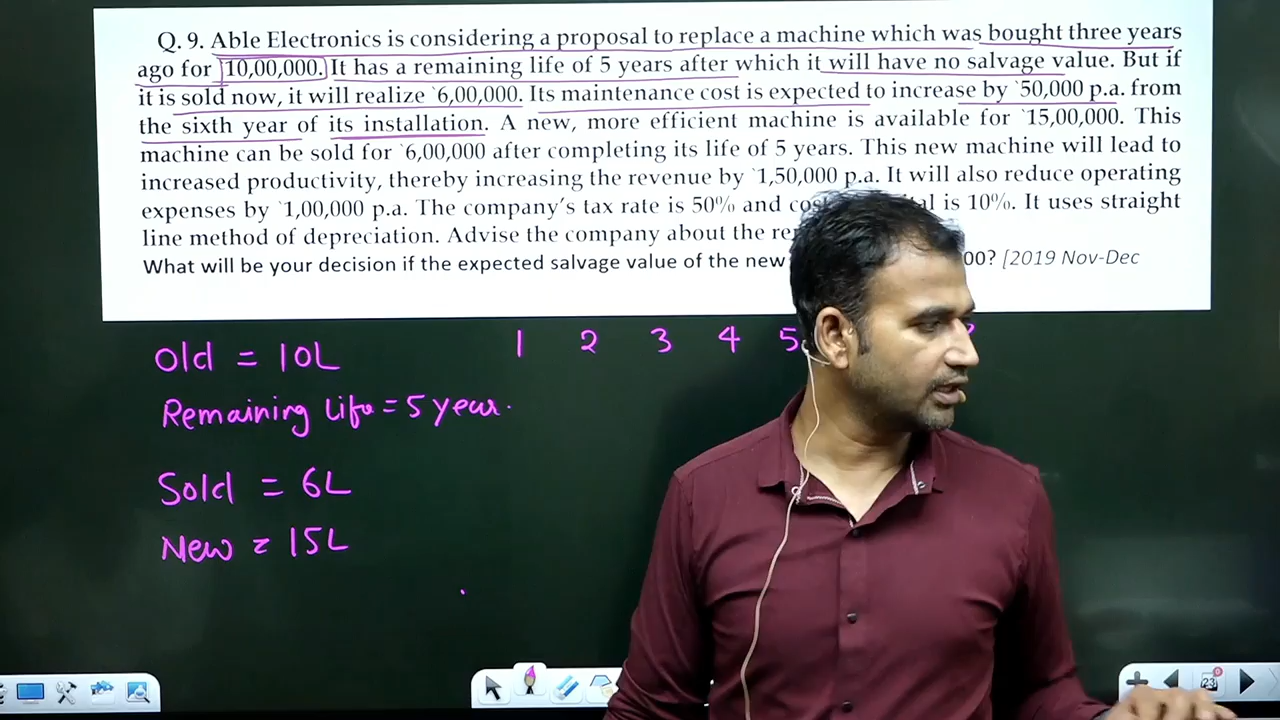 Q. 9. Able Electronics is considering a proposal to replace a machine which was bought three years
ago for `10,00,000. It has a remaining life of 5 years after which it will have no salvage value. But if
it is sold now, it will realize `6,00,000. Its maintenance cost is expected to increase by `50,000 p.a. from
the sixth year of its installation. A new, more efficient machine is available for `15,00,000. This
machine can be sold for `6,00,000 after completing its life of 5 years. This new machine will lead to
increased productivity, thereby increasing the revenue by `1,50,000 p.a. It will also reduce operating
expenses by `1,00,000 p.a. The company's tax rate is 50% and is 10%. It uses straight
line method of depreciation. Advise the company about the
What will be your decision if the expected salvage value of the new 00? [2019 Nov-Dec
Old = 10L
1 2 3 4 5
Remaining life = 5 year.
Sold = 6L
New = 15L
23